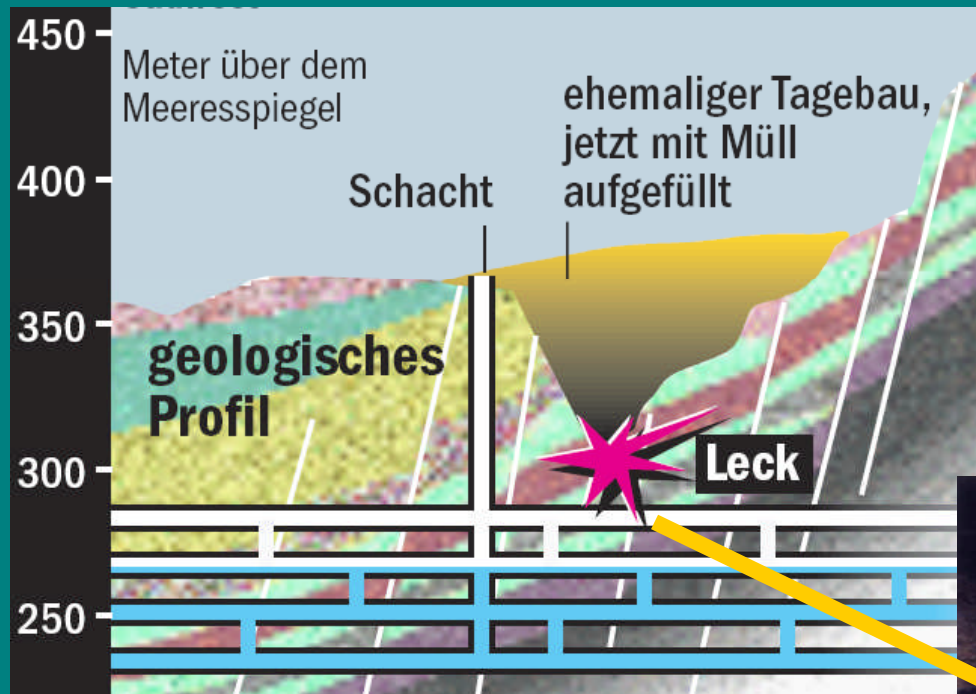 450
Meter über dem
Meeresspiegel
ehemaliger Tagebau,
jetzt mit Müll
aufgefüllt
400
Schacht
350
geologisches
Profil
300
Leck
250